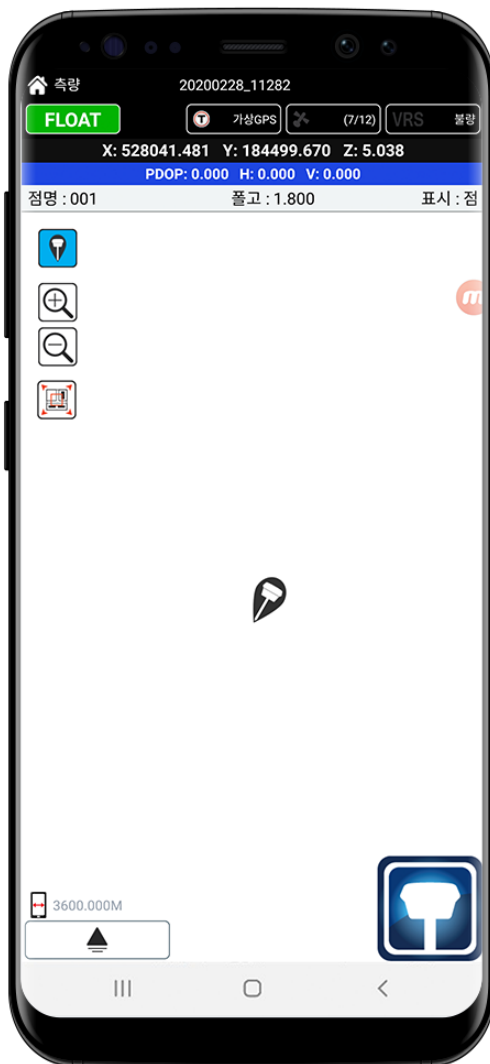 측량 20200228_11282
FLOAT T 가상GPS (7/12) VRS 불량
X: 528041.481 Y: 184499.670 Z: 5.038
PDOP: 0.000 H: 0.000 V: 0.000
점명 : 001 폴고 : 1.800 표시 : 점
3600.000M